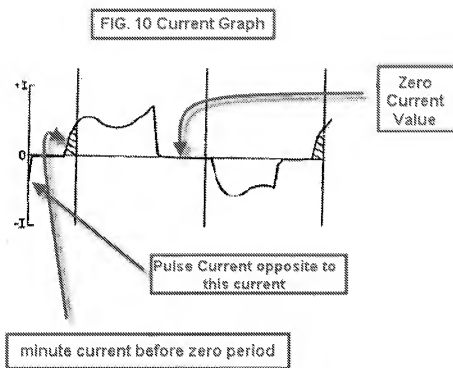 FIG. 10 Current Graph
+I
0
-I
Zero
Current
Value
Pulse Current opposite to
this current
minute current before zero period